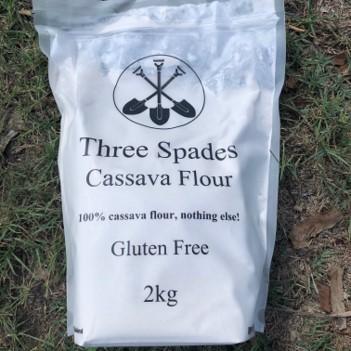 Three Spades
Cassava Flour
100% cassava flour, nothing else!
Gluten Free
2kg